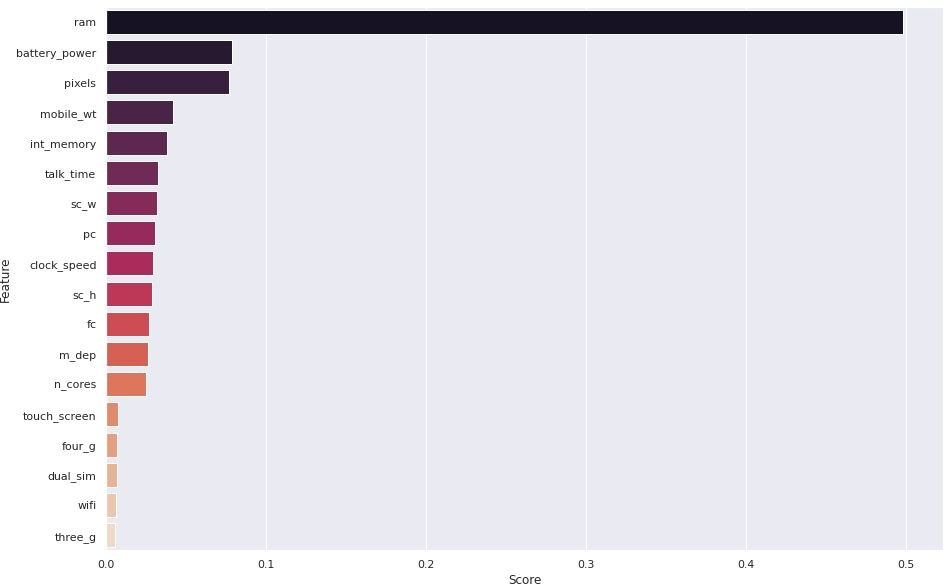 ram
battery_power
pixels
mobile_wt
int_memory
talk_time
sc_w
pc
clock_speed
sc_h
fc
m_dep
n_cores
touch_screen
four_g
dual_sim
wifi
three_g
Feature
0.0 0.1 0.2 0.3 0.4 0.5
Score